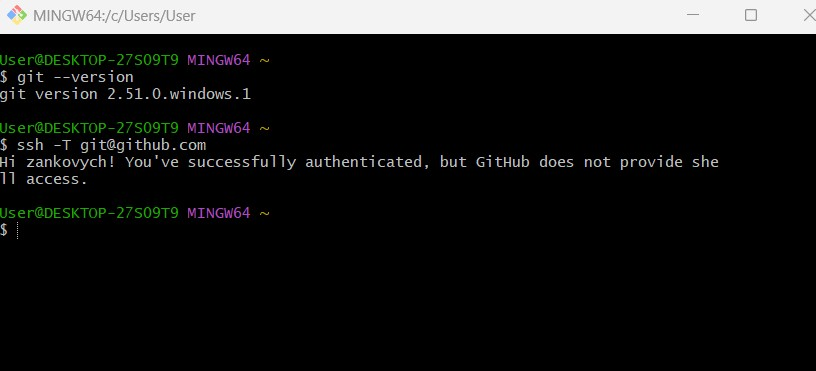 MINGW64:/c/Users/User
User@DESKTOP-27S09T9 MINGW64 ~
$ git --version
git version 2.51.0.windows.1
User@DESKTOP-27S09T9 MINGW64 ~
$ ssh -T git@github.com
Hi zankovych! You've successfully authenticated, but GitHub does not provide she
ll access.
User@DESKTOP-27S09T9 MINGW64 ~
$